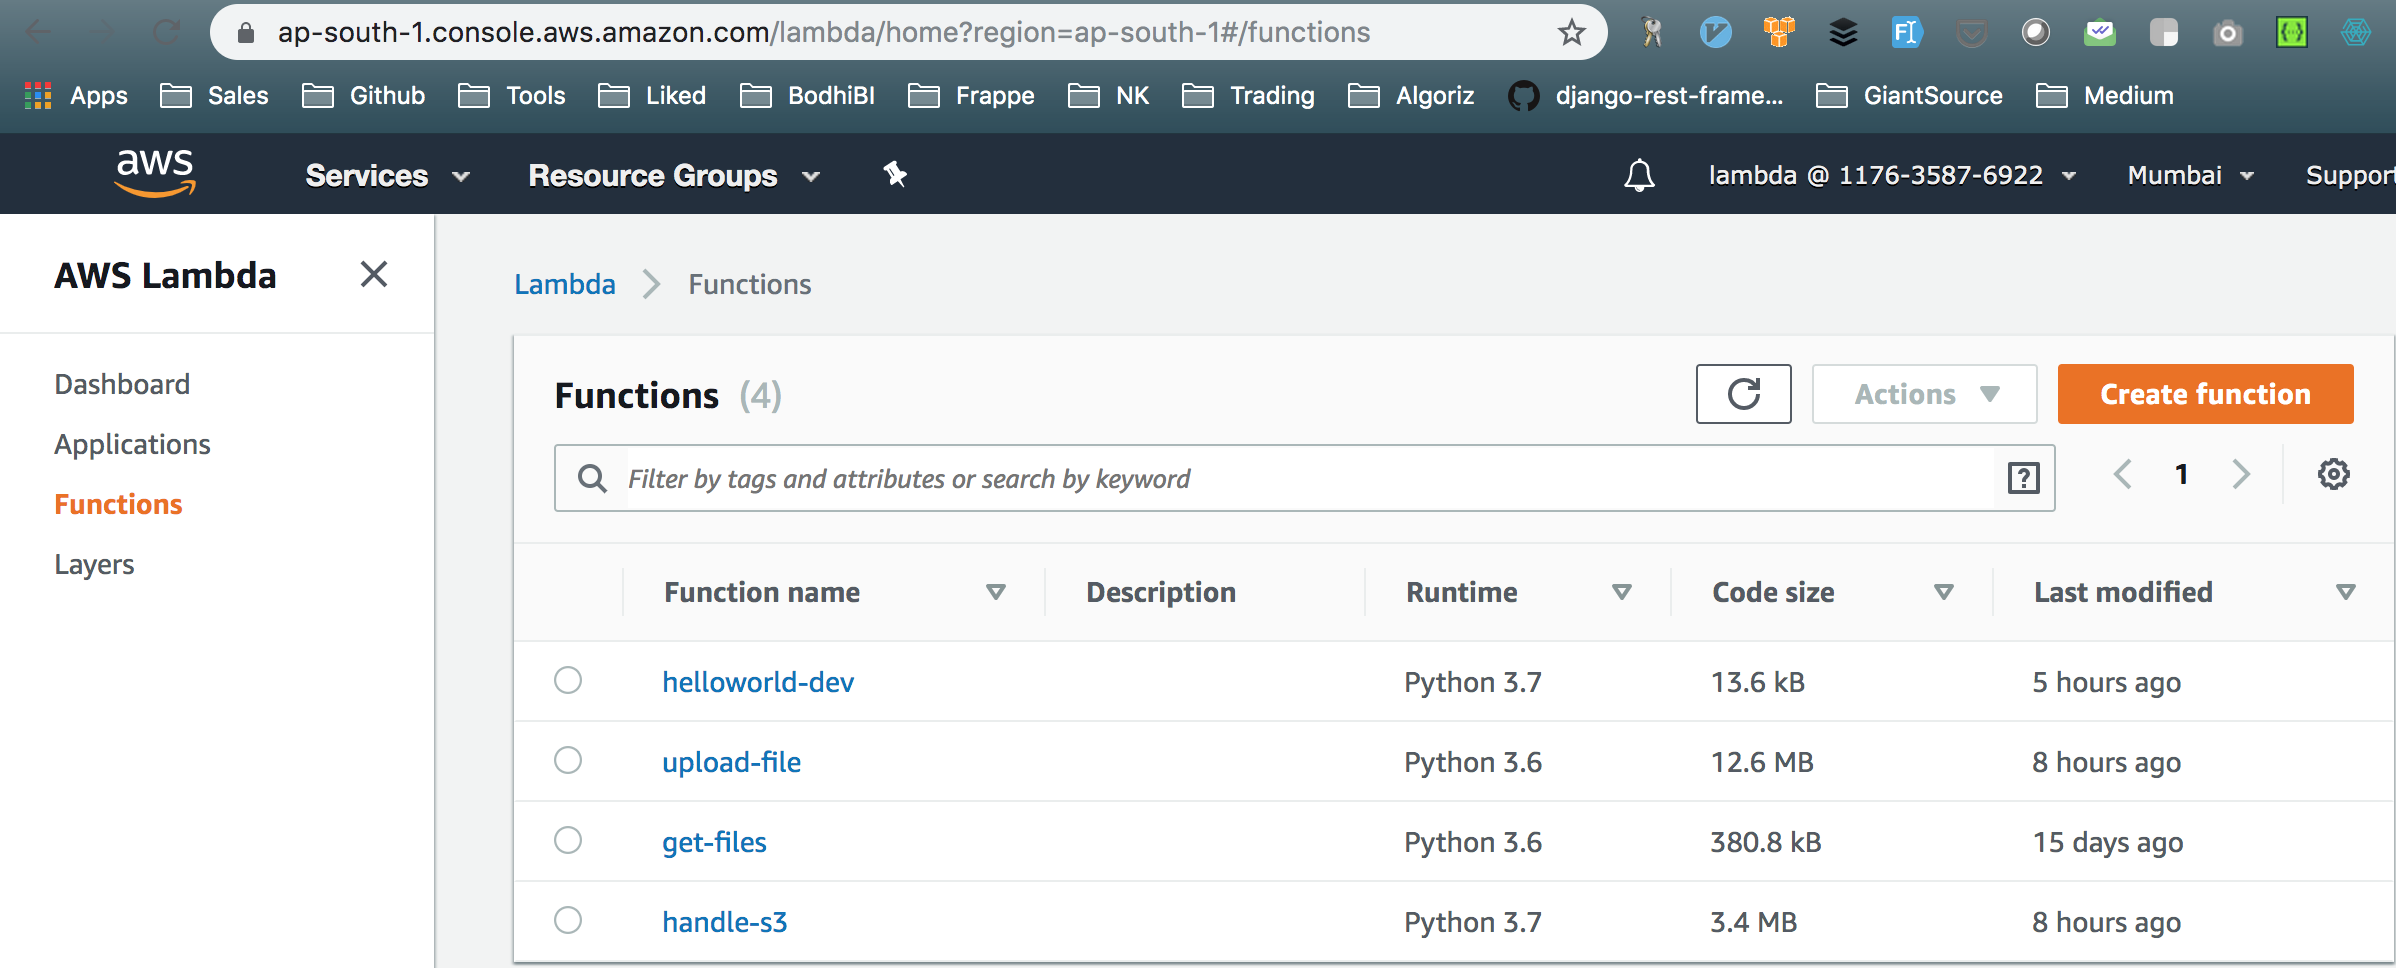 ap-south-1.console.aws.amazon.com/lambda/home?region=ap-south-1#/functions
Apps Sales Github Tools Liked BodhiBI Frappe NK Trading Algoriz django-rest-frame... GiantSource Medium
aws Services Resource Groups lambda @ 1176-3587-6922 Mumbai Support
AWS Lambda
Dashboard
Applications
Functions
Layers
Lambda > Functions
Functions (4) Actions Create function
Filter by tags and attributes or search by keyword ? 1
Function name Description Runtime Code size Last modified
helloworld-dev Python 3.7 13.6 kB 5 hours ago
upload-file Python 3.6 12.6 MB 8 hours ago
get-files Python 3.6 380.8 kB 15 days ago
handle-s3 Python 3.7 3.4 MB 8 hours ago